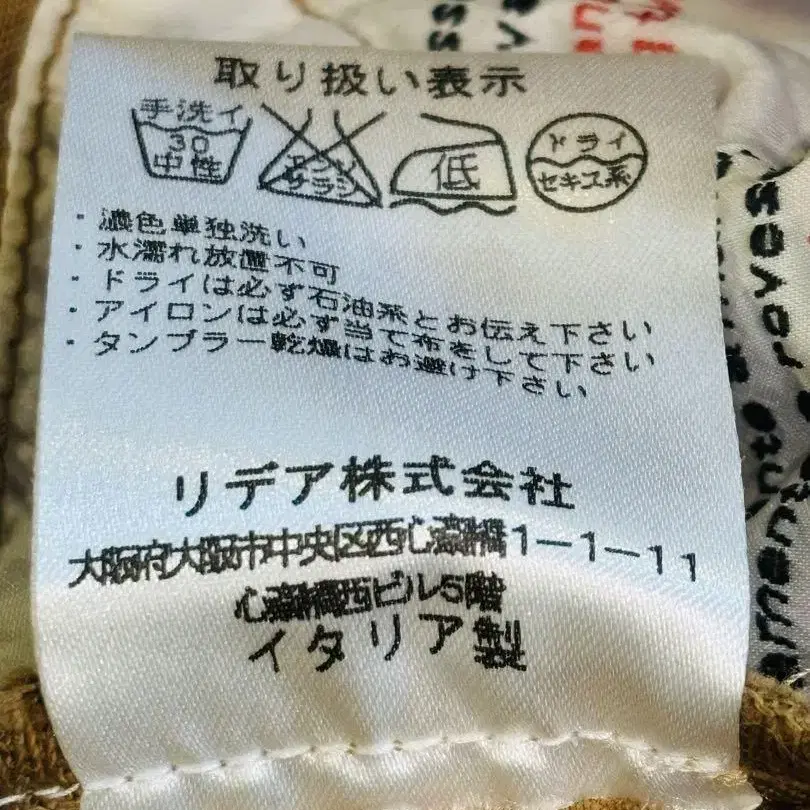 取り扱い表示
手洗イ
30
中性
エンソ
サラシ
低
ドライ
セキユ系
・濃色単独洗い
・水濡れ放置不可
・ドライは必ず石油系とお伝え下さい
・アイロンは必ず当て布をして下さい
・タンブラー乾燥はお避け下さい
リデア株式会社
大阪府大阪市中央区西心斎橋1-1-11
心斎橋西ビル5階
イタリア製